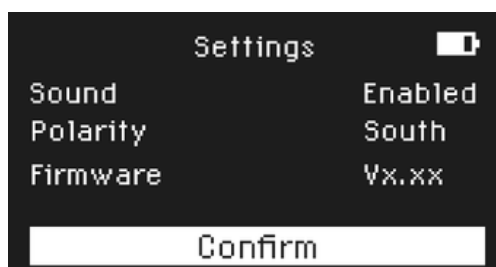 Settings
Sound Enabled
Polarity South
Firmware Vx.xx
Confirm